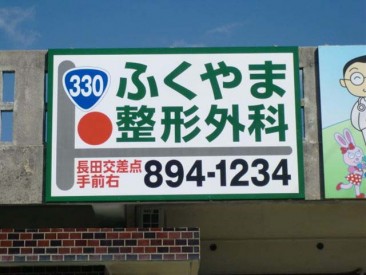 330
ふくやま
整形外科
長田交差点
手前右
894-1234